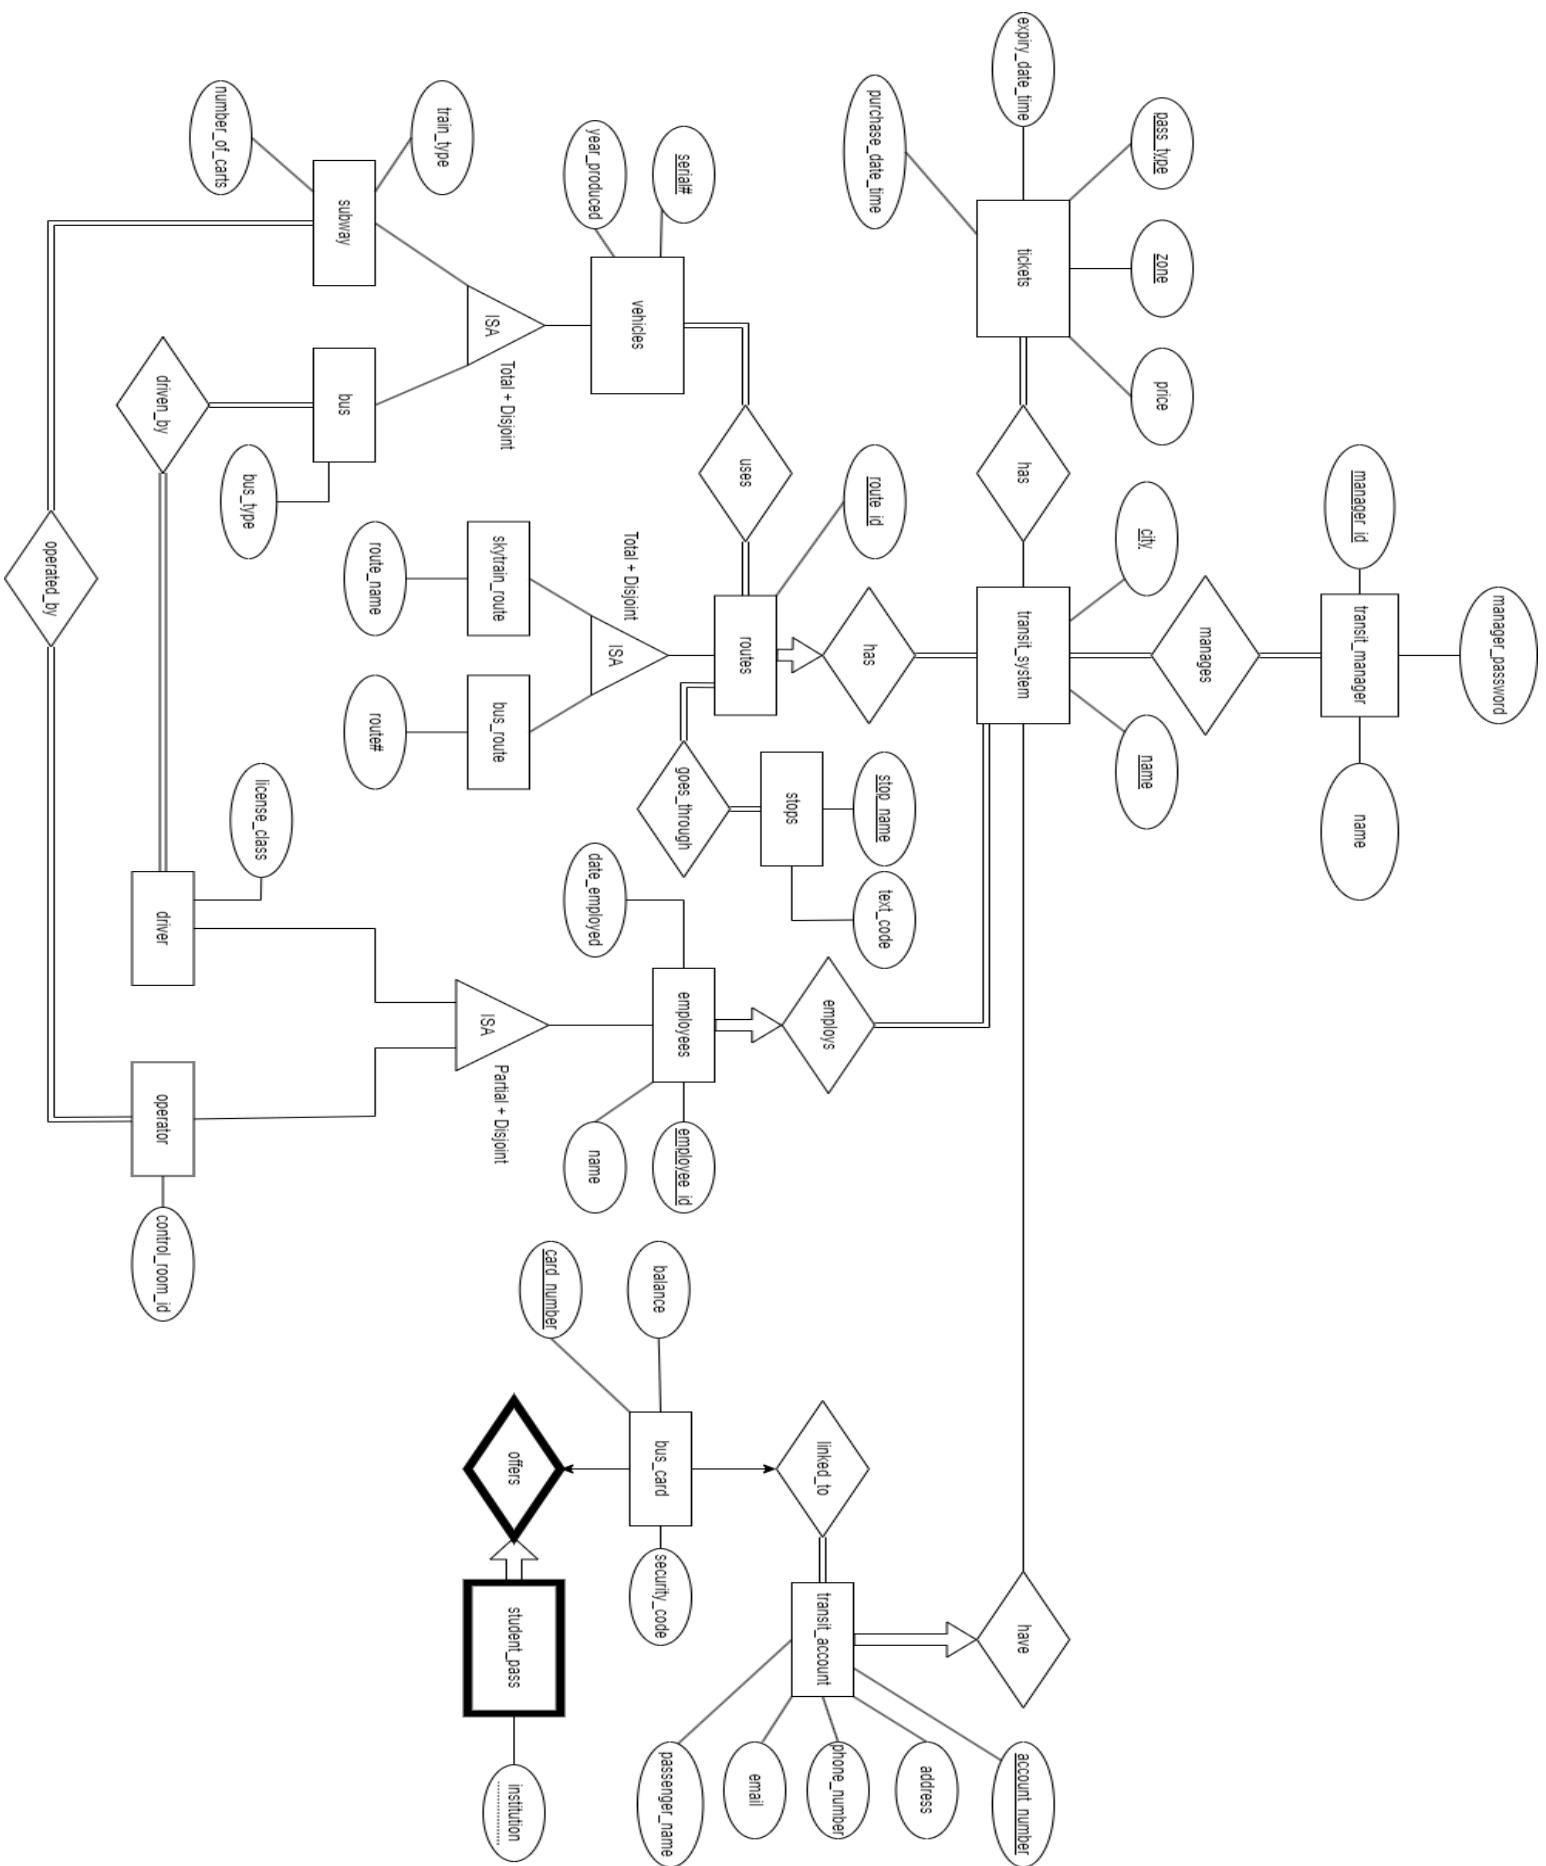 manager_password
manager_id
transit_manager
name
manages
pass_type
zone
price
city
name
expiry_date_time
tickets
has
transit_system
have
account_number
address
purchase_date_time
route_id
has
stop_name
text_code
employs
linked_to
transit_account
phone_number
stops
email
uses
routes
serial#
goes_through
employees
employee_id
passenger_name
balance
bus_card
security_code
vehicles
Total + Disjoint
ISA
year_produced
date_employed
name
card_number
Total + Disjoint
Partial + Disjoint
offers
student_pass
institution
ISA
skytrain_route
bus_route
ISA
train_type
route_name
route#
subway
bus
license_class
bus_type
number_of_carts
driven_by
driver
operator
control_room_id
operated_by